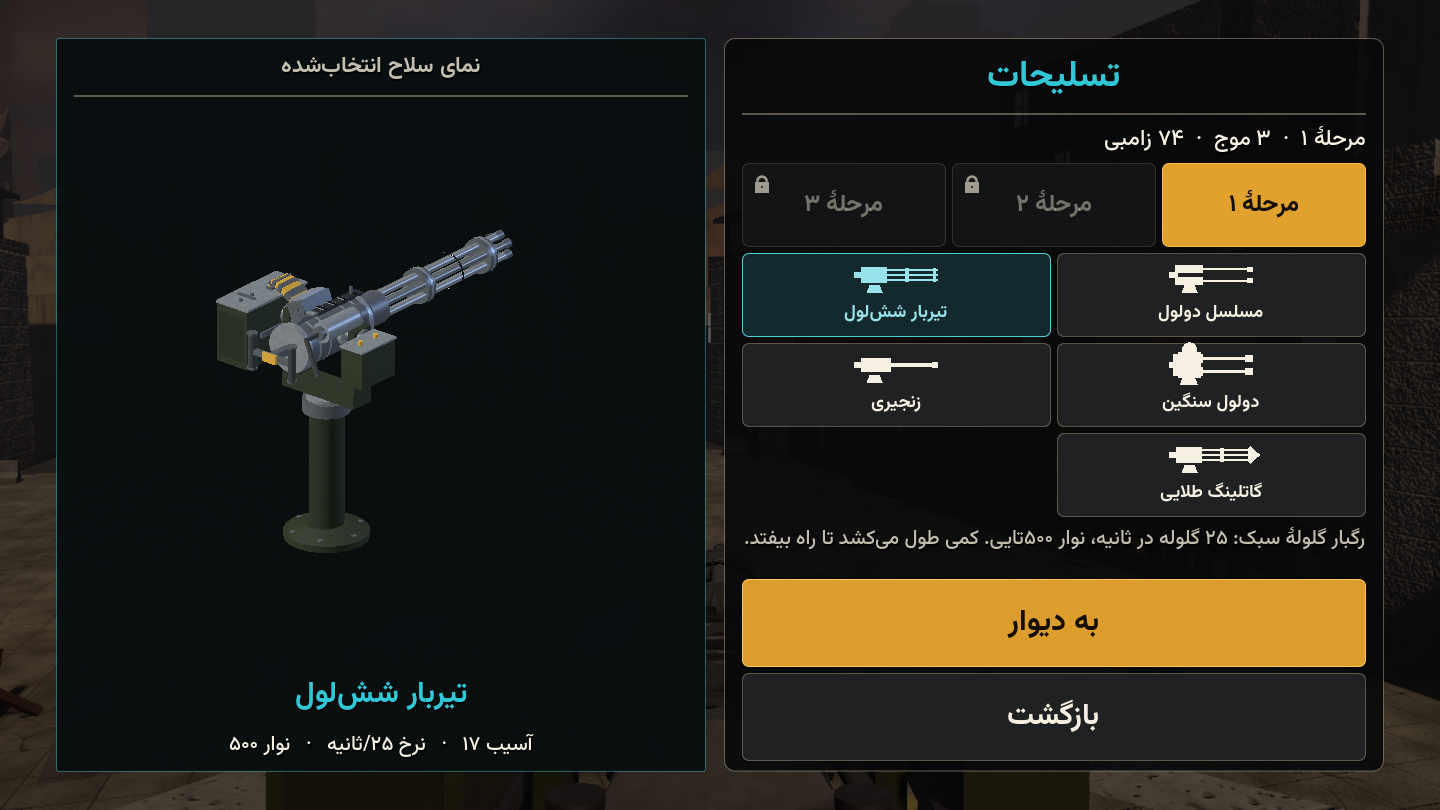 تسلیحات
مرحلهٔ ۱ · ۳ موج · ۷۴ زامبی
مرحلهٔ ۱
مرحلهٔ ۲
مرحلهٔ ۳
مسلسل دولول
تیربار شش‌لول
دولول سنگین
زنجیری
گاتلینگ طلایی
رگبار گلولهٔ سبک: ۲۵ گلوله در ثانیه، نوار ۵۰۰تایی. کمی طول می‌کشد تا راه بیفتد.
به دیوار
بازگشت
نمای سلاح انتخاب‌شده
تیربار شش‌لول
آسیب ۱۷ · نرخ ۲۵/ثانیه · نوار ۵۰۰